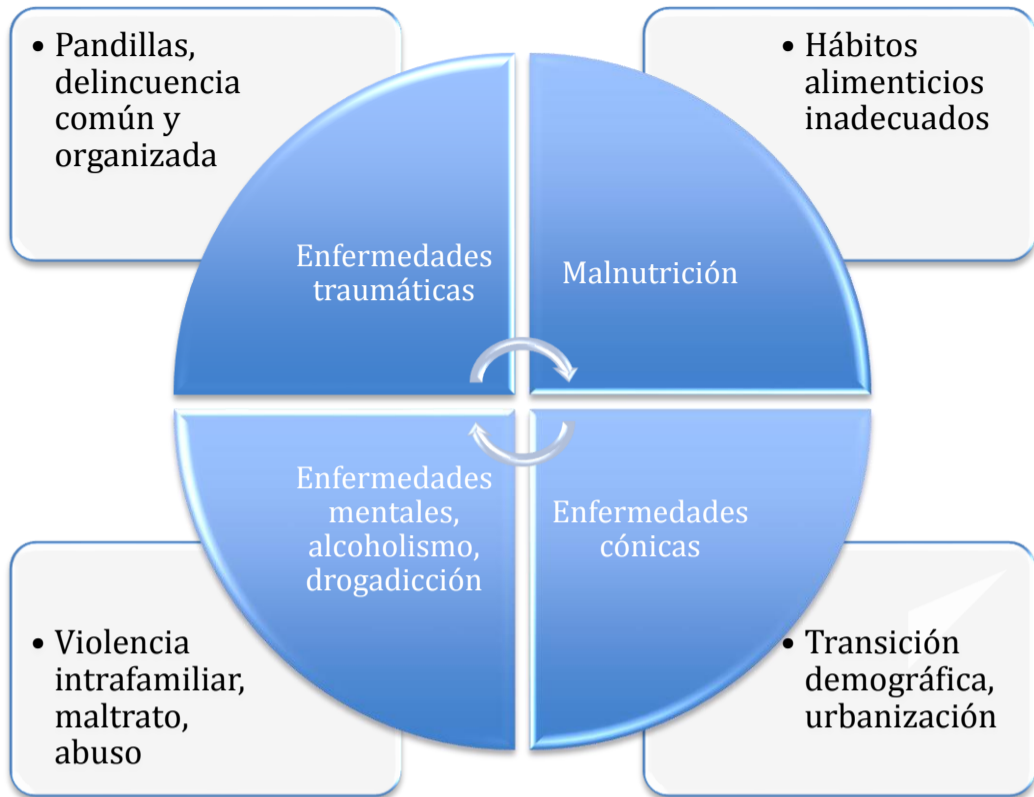 • Pandillas,
delincuencia
común y
organizada
• Hábitos
alimenticios
inadecuados
Enfermedades
traumáticas
Malnutrición
Enfermedades
mentales,
alcoholismo,
drogadicción
Enfermedades
cónicas
• Violencia
intrafamiliar,
maltrato,
abuso
• Transición
demográfica,
urbanización